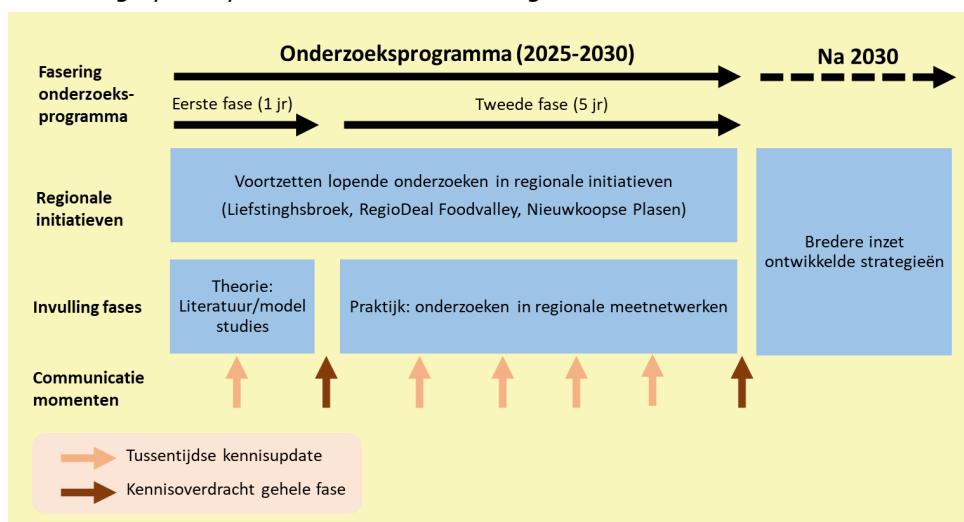 Onderzoeksprogramma (2025-2030)
Na 2030
Fasering
onderzoeks-
programma
Eerste fase (1 jr)
Tweede fase (5 jr)
Regionale
initiatieven
Voortzetten lopende onderzoeken in regionale initiatieven
(Liefstinghsbroek, RegioDeal Foodvalley, Nieuwkoopse Plasen)
Bredere inzet
ontwikkelde strategieën
Invulling fases
Theorie:
Literatuur/model
studies
Praktijk: onderzoeken in regionale meetnetwerken
Communicatie
momenten
Tussentijdse kennisupdate
Kennisoverdracht gehele fase